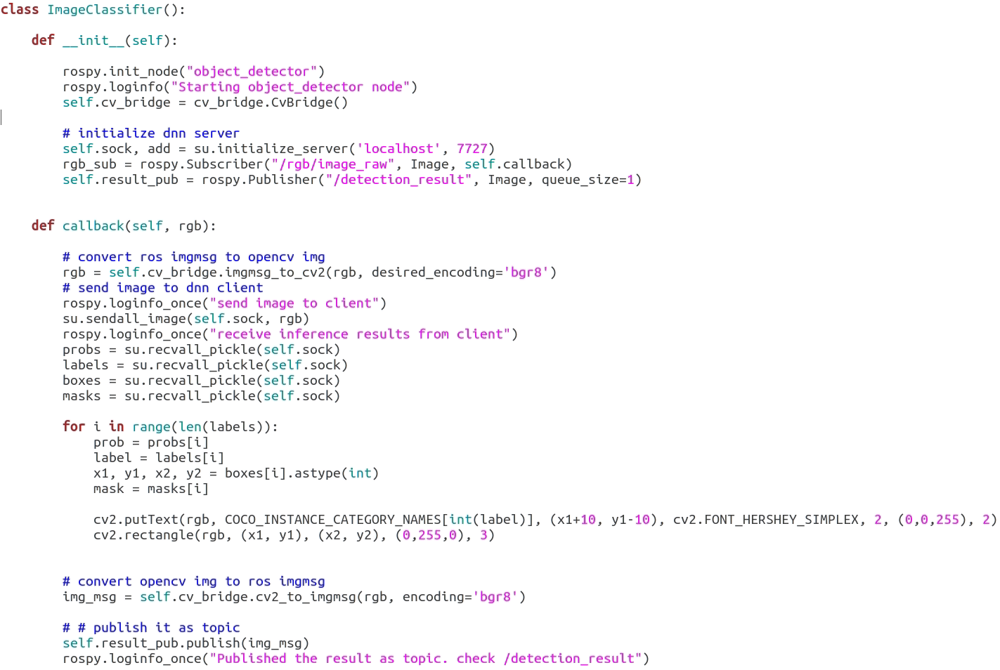 class ImageClassifier():
def __init__(self):
rospy.init_node("object_detector")
rospy.loginfo("Starting object_detector node")
self.cv_bridge = cv_bridge.CvBridge()
# initialize dnn server
self.sock, add = su.initialize_server('localhost', 7727)
rgb_sub = rospy.Subscriber("/rgb/image_raw", Image, self.callback)
self.result_pub = rospy.Publisher("/detection_result", Image, queue_size=1)
def callback(self, rgb):
# convert ros imgmsg to opencv img
rgb = self.cv_bridge.imgmsg_to_cv2(rgb, desired_encoding='bgr8')
# send image to dnn client
rospy.loginfo_once("send image to client")
su.sendall_image(self.sock, rgb)
rospy.loginfo_once("receive inference results from client")
probs = su.recvall_pickle(self.sock)
labels = su.recvall_pickle(self.sock)
boxes = su.recvall_pickle(self.sock)
masks = su.recvall_pickle(self.sock)
for i in range(len(labels)):
prob = probs[i]
label = labels[i]
x1, y1, x2, y2 = boxes[i].astype(int)
mask = masks[i]
cv2.putText(rgb, COCO_INSTANCE_CATEGORY_NAMES[int(label)], (x1+10, y1-10), cv2.FONT_HERSHEY_SIMPLEX, 2, (0,0,255), 2)
cv2.rectangle(rgb, (x1, y1), (x2, y2), (0,255,0), 3)
# convert opencv img to ros imgmsg
img_msg = self.cv_bridge.cv2_to_imgmsg(rgb, encoding='bgr8')
# # publish it as topic
self.result_pub.publish(img_msg)
rospy.loginfo_once("Published the result as topic. check /detection_result")